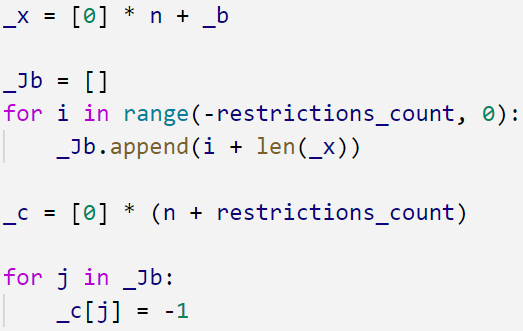 _x = [0] * n + _b
_Jb = []
for i in range(-restrictions_count, 0):
    _Jb.append(i + len(_x))
_c = [0] * (n + restrictions_count)
for j in _Jb:
    _c[j] = -1